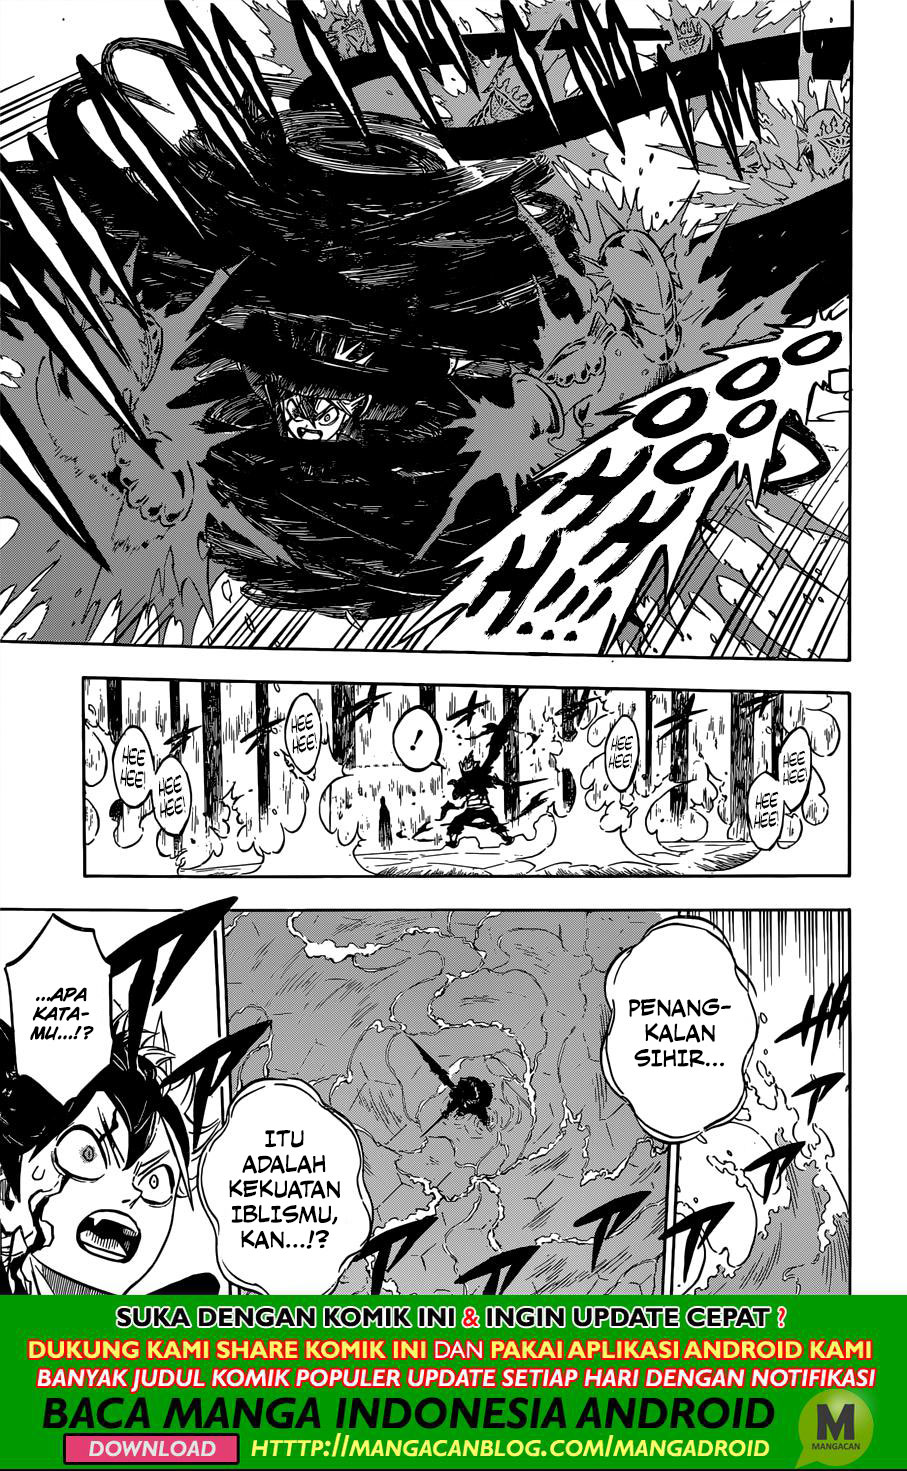 HOOO
HOO
H!!!
HEE
HEE!
HEE
HEE!
HEE
HEE!
!
HEE
HEE!
HEE
HEE!
HEE
HEE!
PENANG-
KALAN
SIHIR...
ITU
ADALAH
KEKUATAN
IBLISMU,
KAN...!?
...APA
KATA-
MU...!?
SUKA DENGAN KOMIK INI & INGIN UPDATE CEPAT ?
DUKUNG KAMI SHARE KOMIK INI DAN PAKAI APLIKASI ANDROID KAMI
BANYAK JUDUL KOMIK POPULER UPDATE SETIAP HARI DENGAN NOTIFIKASI
BACA MANGA INDONESIA ANDROID
DOWNLOAD HTTTP://MANGACANBLOG.COM/MANGADROID
M
MANGACAN